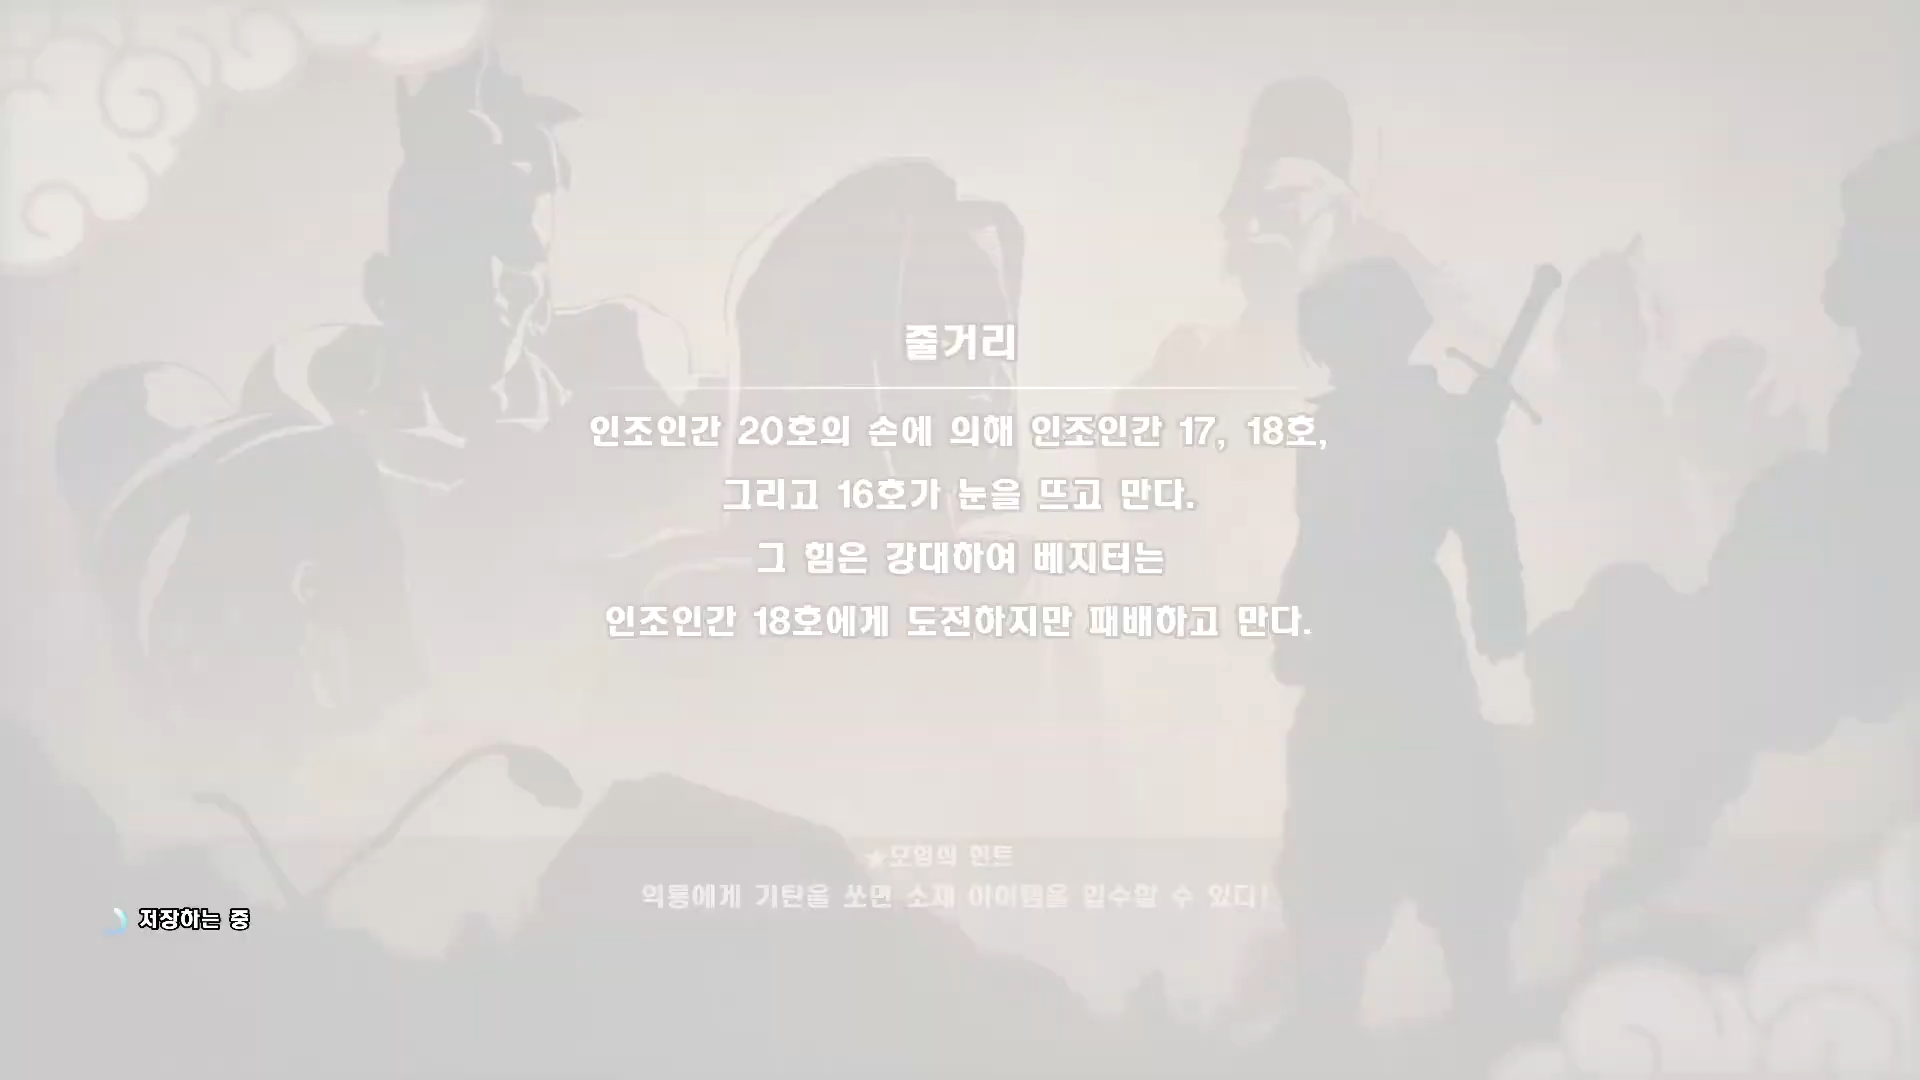 줄거리
인조인간 20호의 손에 의해 인조인간 17, 18호,
그리고 16호가 눈을 뜨고 만다.
그 힘은 강대하여 베지터는
인조인간 18호에게 도전하지만 패배하고 만다.
★모험의 힌트
익룡에게 기탄을 쏘면 소재 아이템을 입수할 수 있다!
저장하는 중